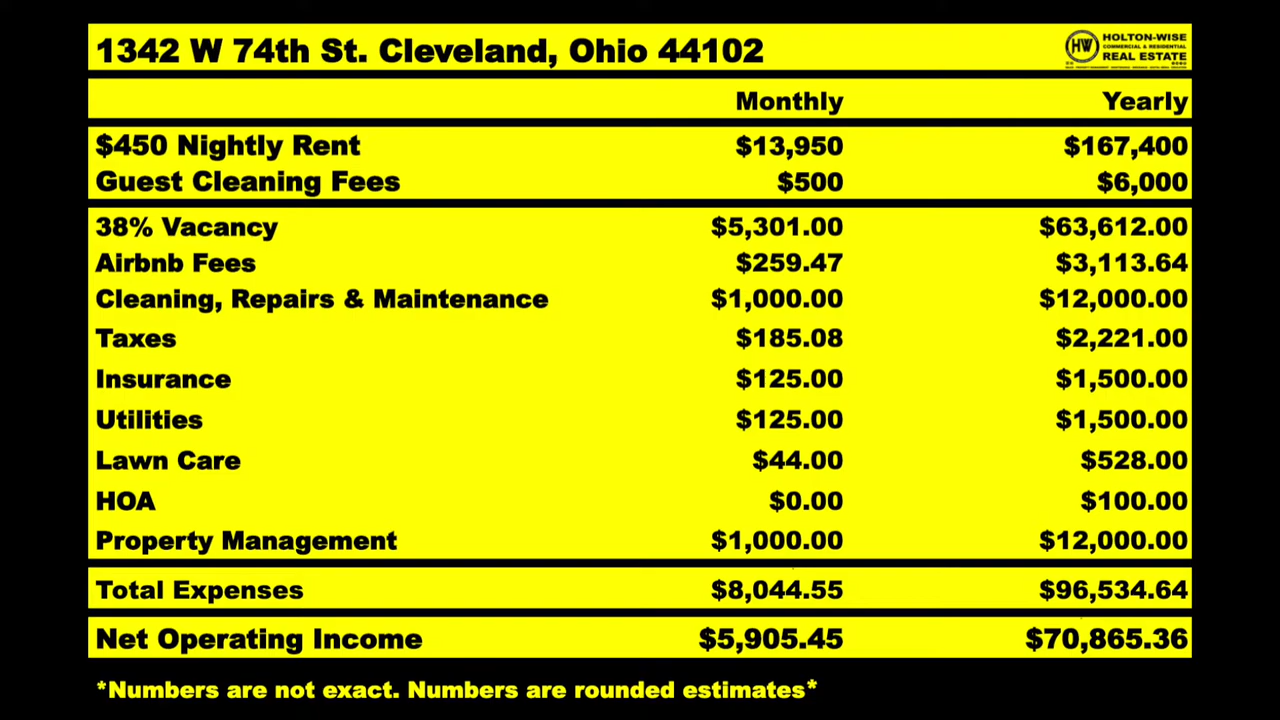 1342 W 74th St. Cleveland, Ohio 44102
HW
HOLTON-WISE
COMMERCIAL & RESIDENTIAL
REAL ESTATE
Monthly Yearly
$450 Nightly Rent $13,950 $167,400
Guest Cleaning Fees $500 $6,000
38% Vacancy $5,301.00 $63,612.00
Airbnb Fees $259.47 $3,113.64
Cleaning, Repairs & Maintenance $1,000.00 $12,000.00
Taxes $185.08 $2,221.00
Insurance $125.00 $1,500.00
Utilities $125.00 $1,500.00
Lawn Care $44.00 $528.00
HOA $0.00 $100.00
Property Management $1,000.00 $12,000.00
Total Expenses $8,044.55 $96,534.64
Net Operating Income $5,905.45 $70,865.36
*Numbers are not exact. Numbers are rounded estimates*